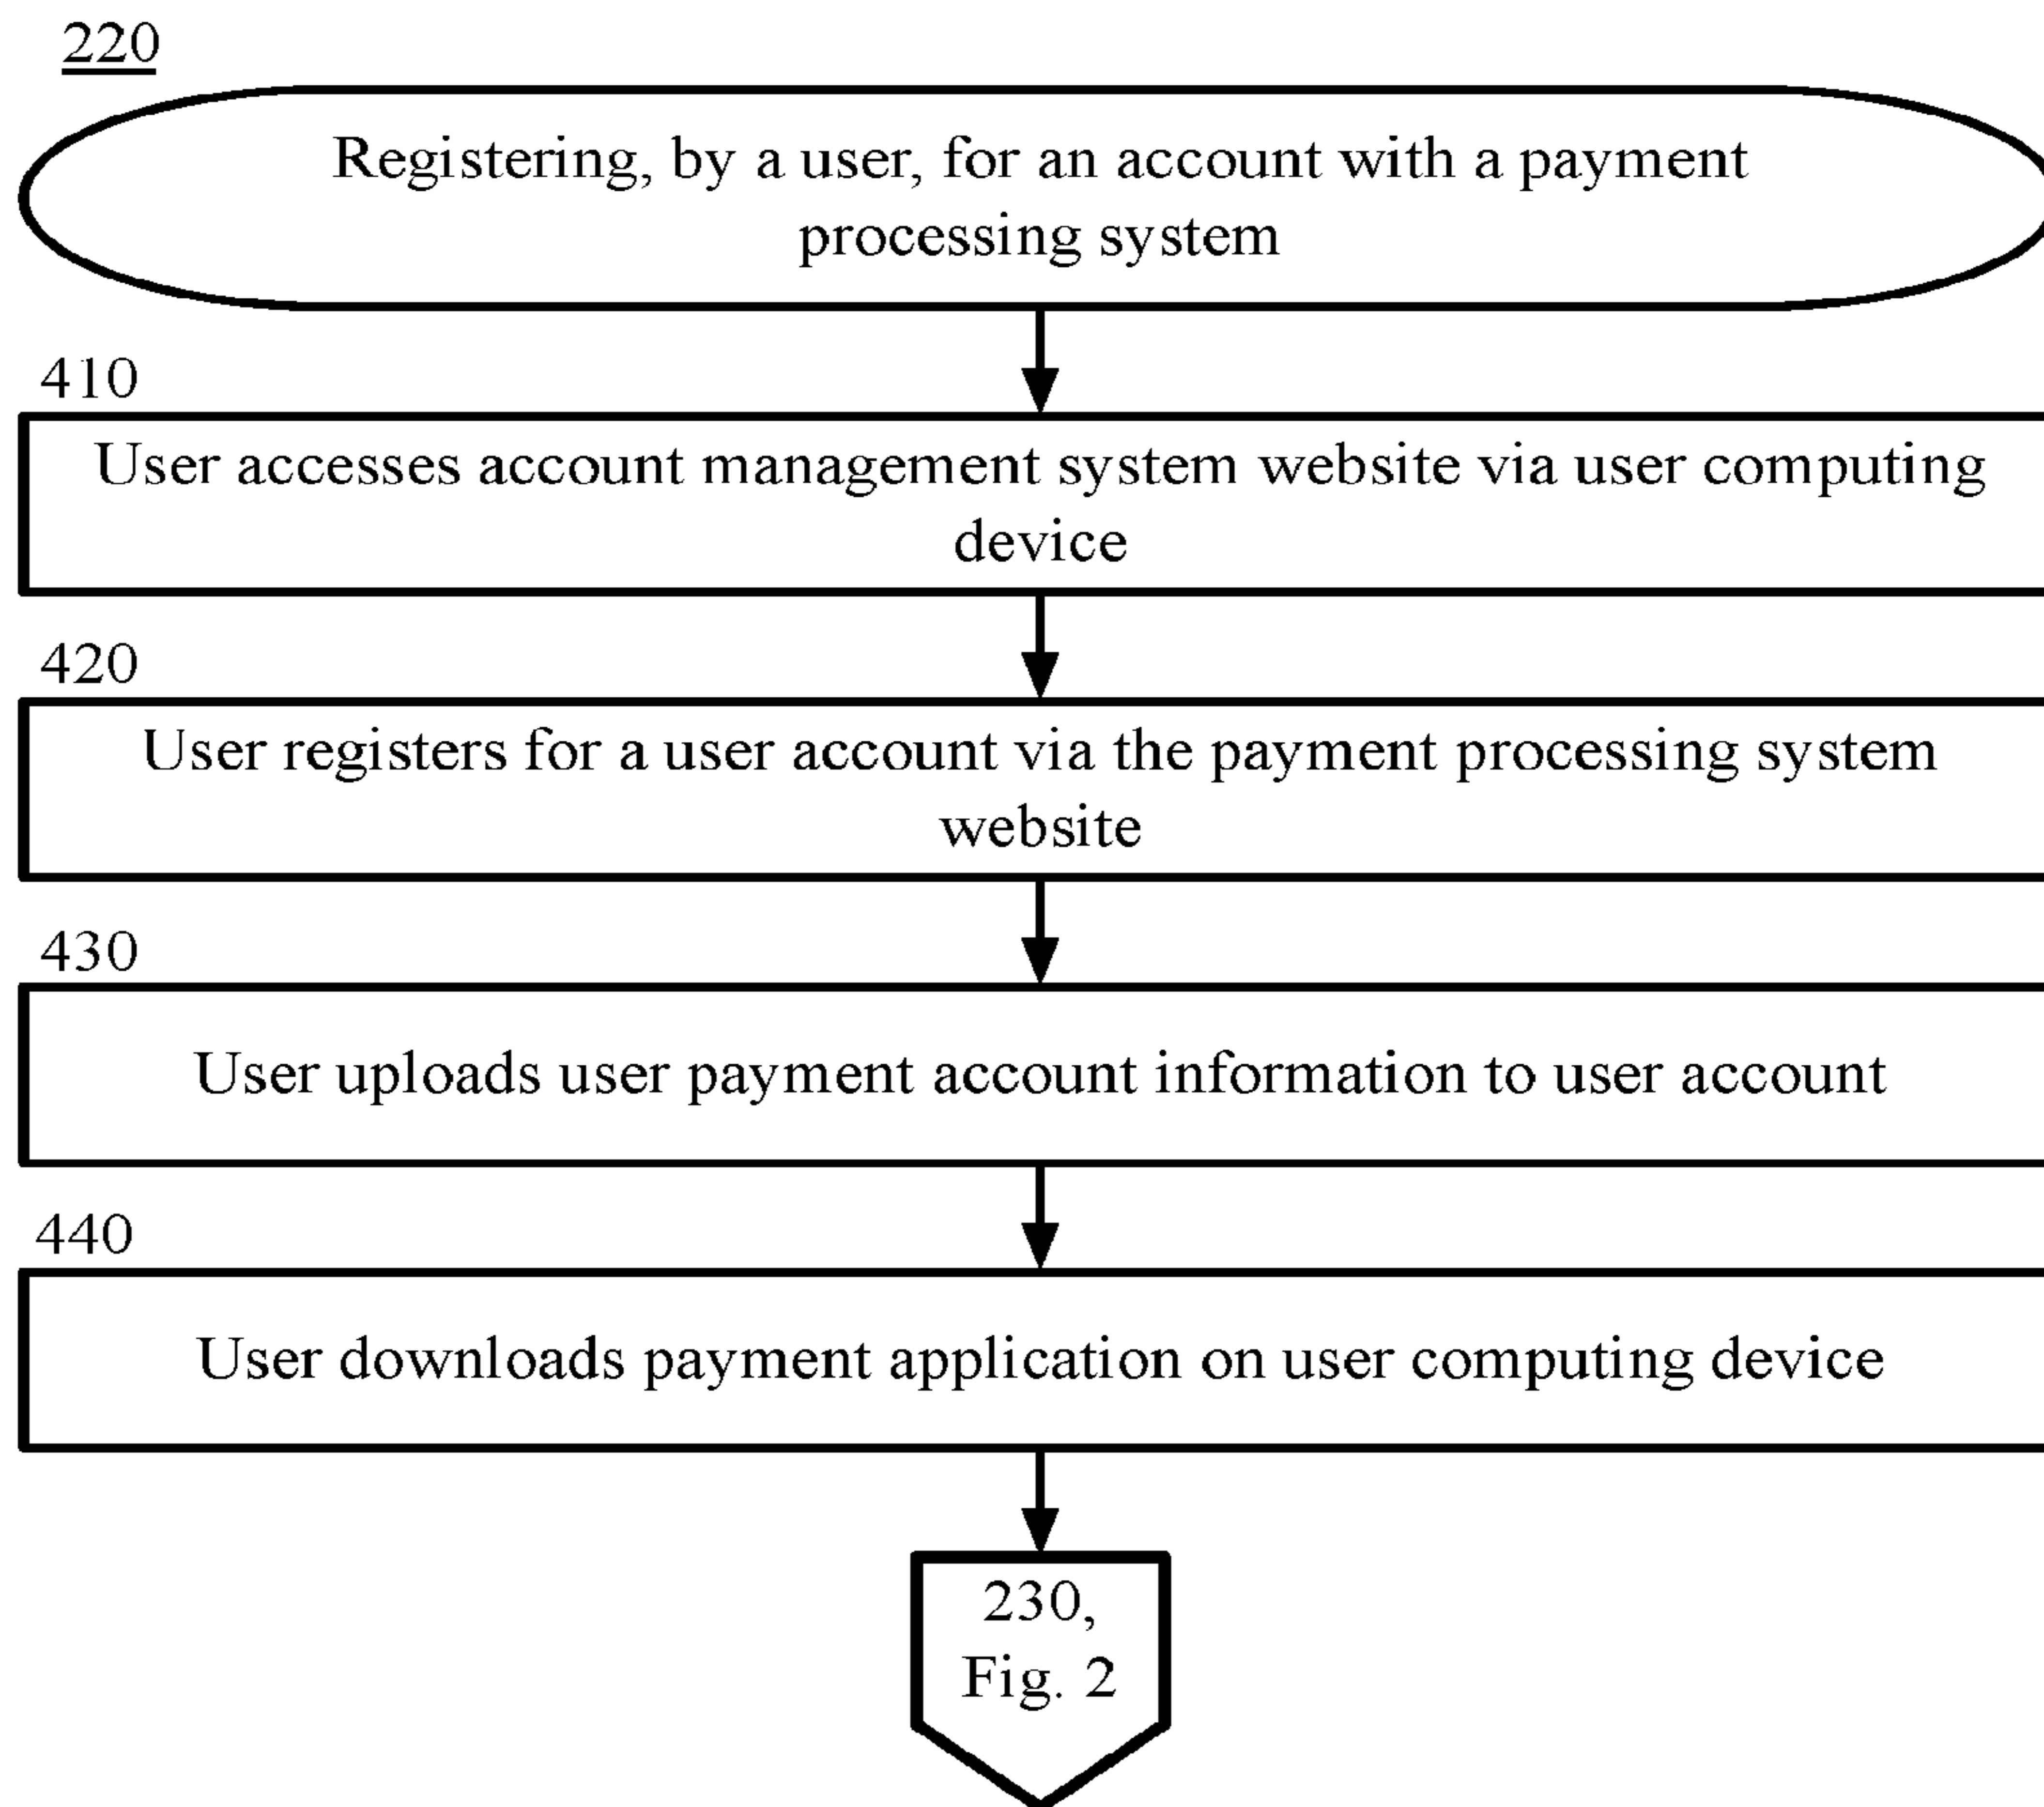 220
Registering, by a user, for an account with a payment
processing system
410
User accesses account management system website via user computing
device
420
User registers for a user account via the payment processing system
website
430
User uploads user payment account information to user account
440
User downloads payment application on user computing device
230,
Fig. 2